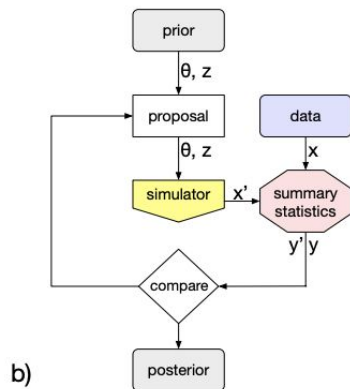 prior
θ, z
proposal
data
θ, z
x
simulator
x'
summary
statistics
y' y
compare
posterior
b)